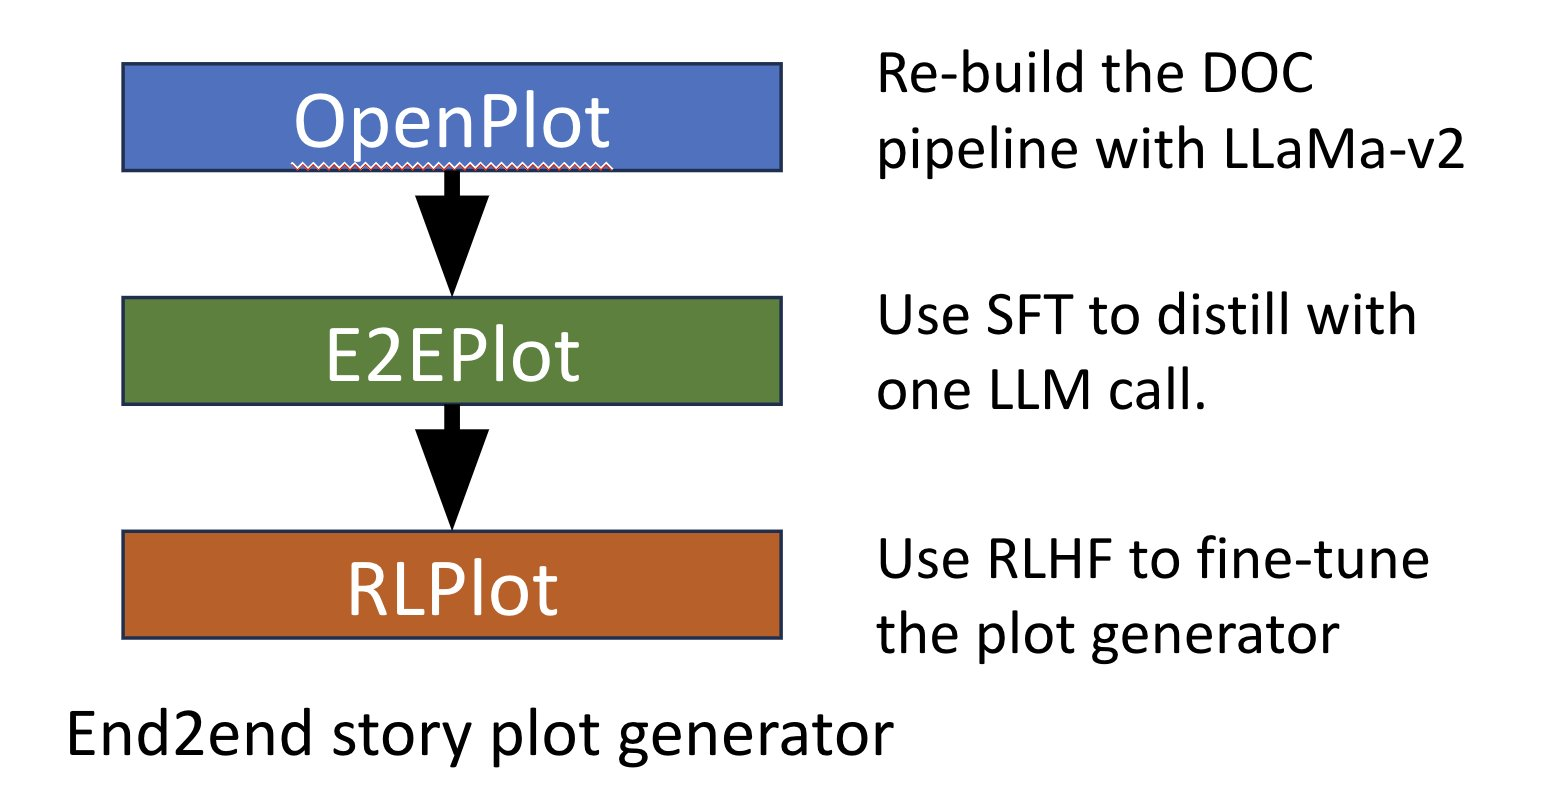 OpenPlot
Re-build the DOC
pipeline with LLaMa-v2
E2EPlot
Use SFT to distill with
one LLM call.
RLPlot
Use RLHF to fine-tune
the plot generator
End2end story plot generator